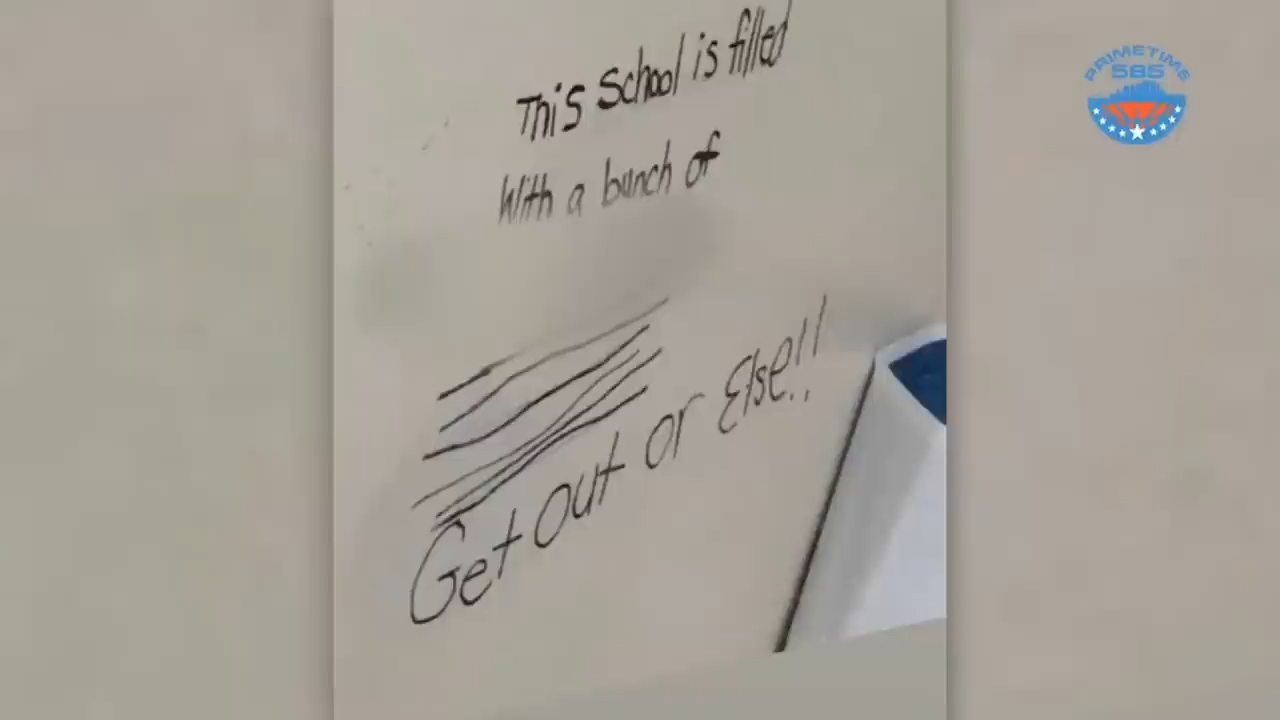 This School is filled
With a bunch of
Get out or Else!!
PRIMETIME
585